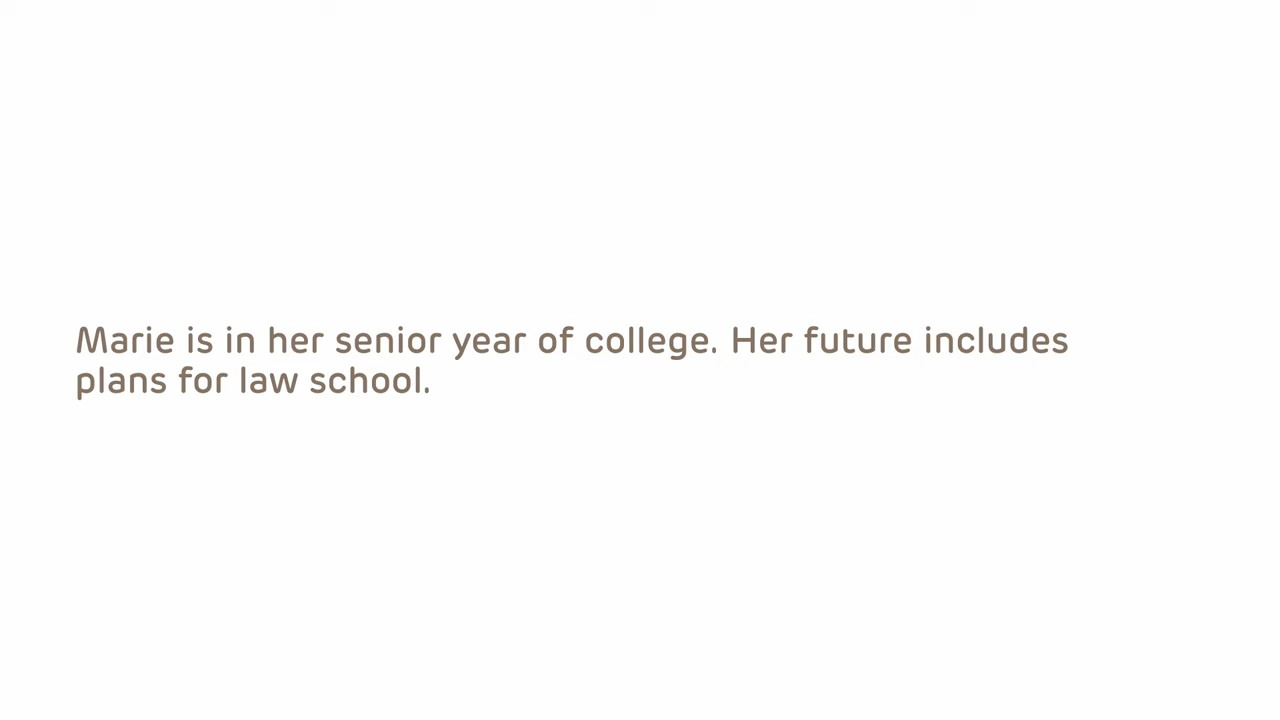 Marie is in her senior year of college. Her future includes
plans for law school.